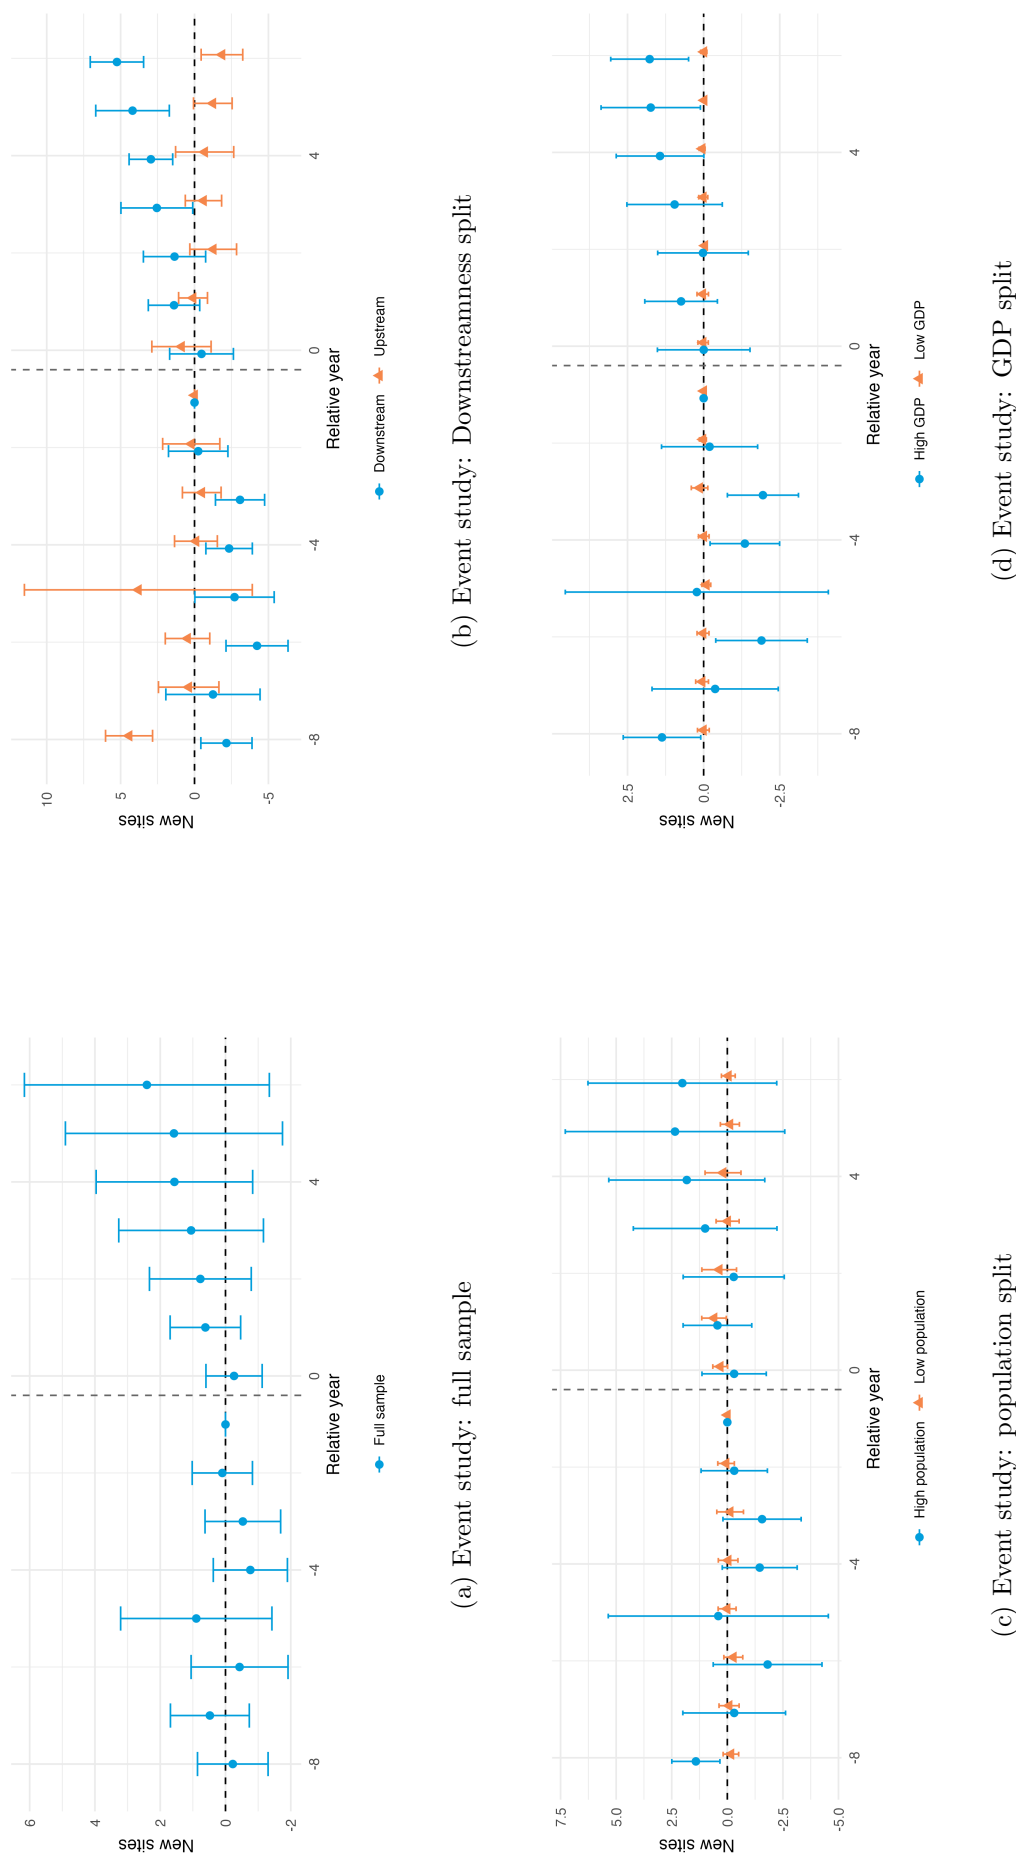 New sites
6
4
2
0
-2
-8
-4
0
4
Relative year
Full sample
(a) Event study: full sample
New sites
10
5
0
-5
-8
-4
0
4
Relative year
Downstream Upstream
(b) Event study: Downstreamness split
New sites
7.5
5.0
2.5
0.0
-2.5
-5.0
-8
-4
0
4
Relative year
High population Low population
(c) Event study: population split
New sites
2.5
0.0
-2.5
-8
-4
0
4
Relative year
High GDP Low GDP
(d) Event study: GDP split